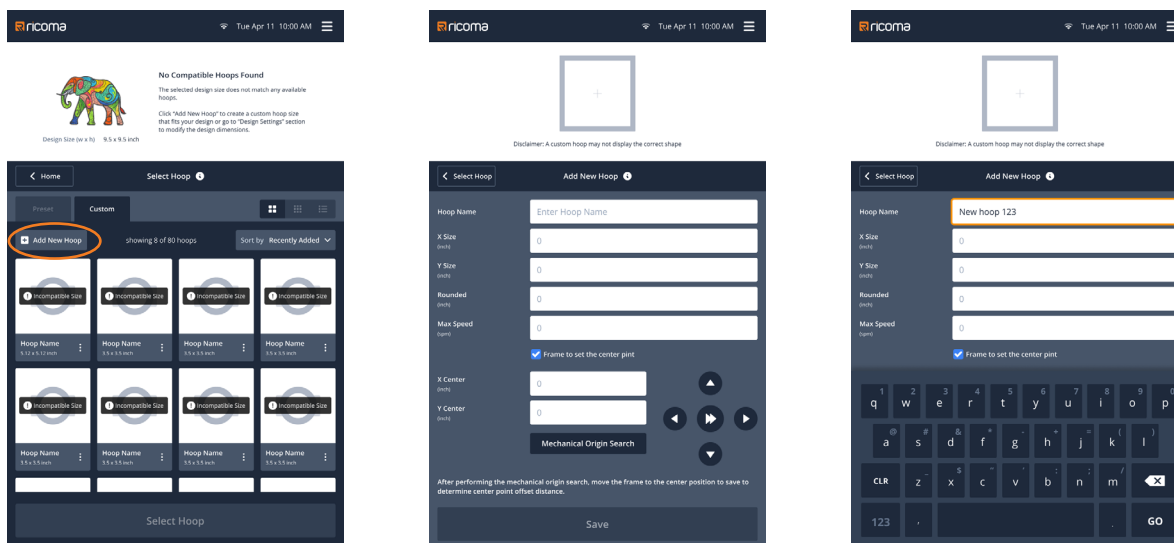 ricoma
Tue Apr 11 10:00 AM
No Compatible Hoops Found
The selected design size does not match any available
hoops.
Click "Add New Hoop" to create a custom hoop size
that fits your design or go to "Design Settings" section
to modify the design dimensions.
Design Size (w x h) 9.5 x 9.5 inch
Home
Select Hoop
Preset
Custom
Add New Hoop
showing 8 of 80 hoops
Sort by Recently Added
Incompatible Size
Incompatible Size
Incompatible Size
Incompatible Size
Hoop Name
5.12 x 5.12 inch
Hoop Name
3.5 x 3.5 inch
Hoop Name
3.5 x 3.5 inch
Hoop Name
3.5 x 3.5 inch
Incompatible Size
Incompatible Size
Incompatible Size
Incompatible Size
Hoop Name
3.5 x 3.5 inch
Hoop Name
3.5 x 3.5 inch
Hoop Name
3.5 x 3.5 inch
Hoop Name
3.5 x 3.5 inch
Select Hoop
ricoma
Tue Apr 11 10:00 AM
Disclaimer: A custom hoop may not display the correct shape
Select Hoop
Add New Hoop
Hoop Name
Enter Hoop Name
X Size
(inch)
0
Y Size
(inch)
0
Rounded
(inch)
0
Max Speed
(spm)
0
Frame to set the center pint
X Center
(inch)
0
Y Center
(inch)
0
Mechanical Origin Search
After performing the mechanical origin search, move the frame to the center position to save to
determine center point offset distance.
Save
ricoma
Tue Apr 11 10:00 AM
Disclaimer: A custom hoop may not display the correct shape
Select Hoop
Add New Hoop
Hoop Name
New hoop 123
X Size
(inch)
0
Y Size
(inch)
0
Rounded
(inch)
0
Max Speed
(spm)
0
Frame to set the center pint
1 2 3 4 5 6 7 8 9 0
q w e r t y u i o p
@ # & * - + = ( )
a s d f g h j k l
_ $ " ' : ; /
CLR z x c v b n m
123 , . GO